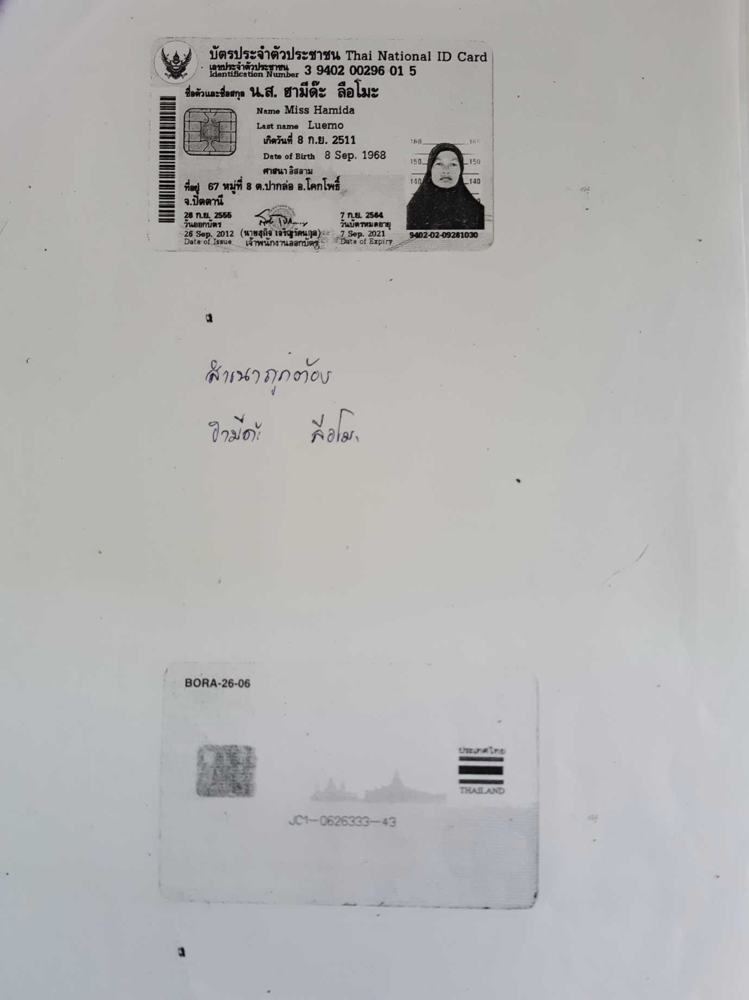 บัตรประจำตัวประชาชน Thai National ID Card
เลขประจำตัวประชาชน
Identification Number 3 9402 00296 01 5
ชื่อตัวและชื่อสกุล น.ส. ฮามีด๊ะ ลือโมะ
Name Miss Hamida
Last name Luemo
เกิดวันที่ 8 ก.ย. 2511
Date of Birth 8 Sep. 1968
ศาสนา อิสลาม
160 160
150 150
140 140
ที่อยู่ 67 หมู่ที่ 8 ต.ปากล่อ อ.โคกโพธิ์
จ.ปัตตานี
26 ก.ย. 2555
วันออกบัตร
26 Sep. 2012
Date of Issue
(นายสุกิจ เจริญรัตนกุล)
เจ้าพนักงานออกบัตร
7 ก.ย. 2564
วันบัตรหมดอายุ
7 Sep. 2021
Date of Expiry
9402-02-09261030
สำเนาถูกต้อง
ฮามีด๊ะ ลือโมะ
BORA-26-06
ประเทศไทย
THAILAND
JC1-0626333-43